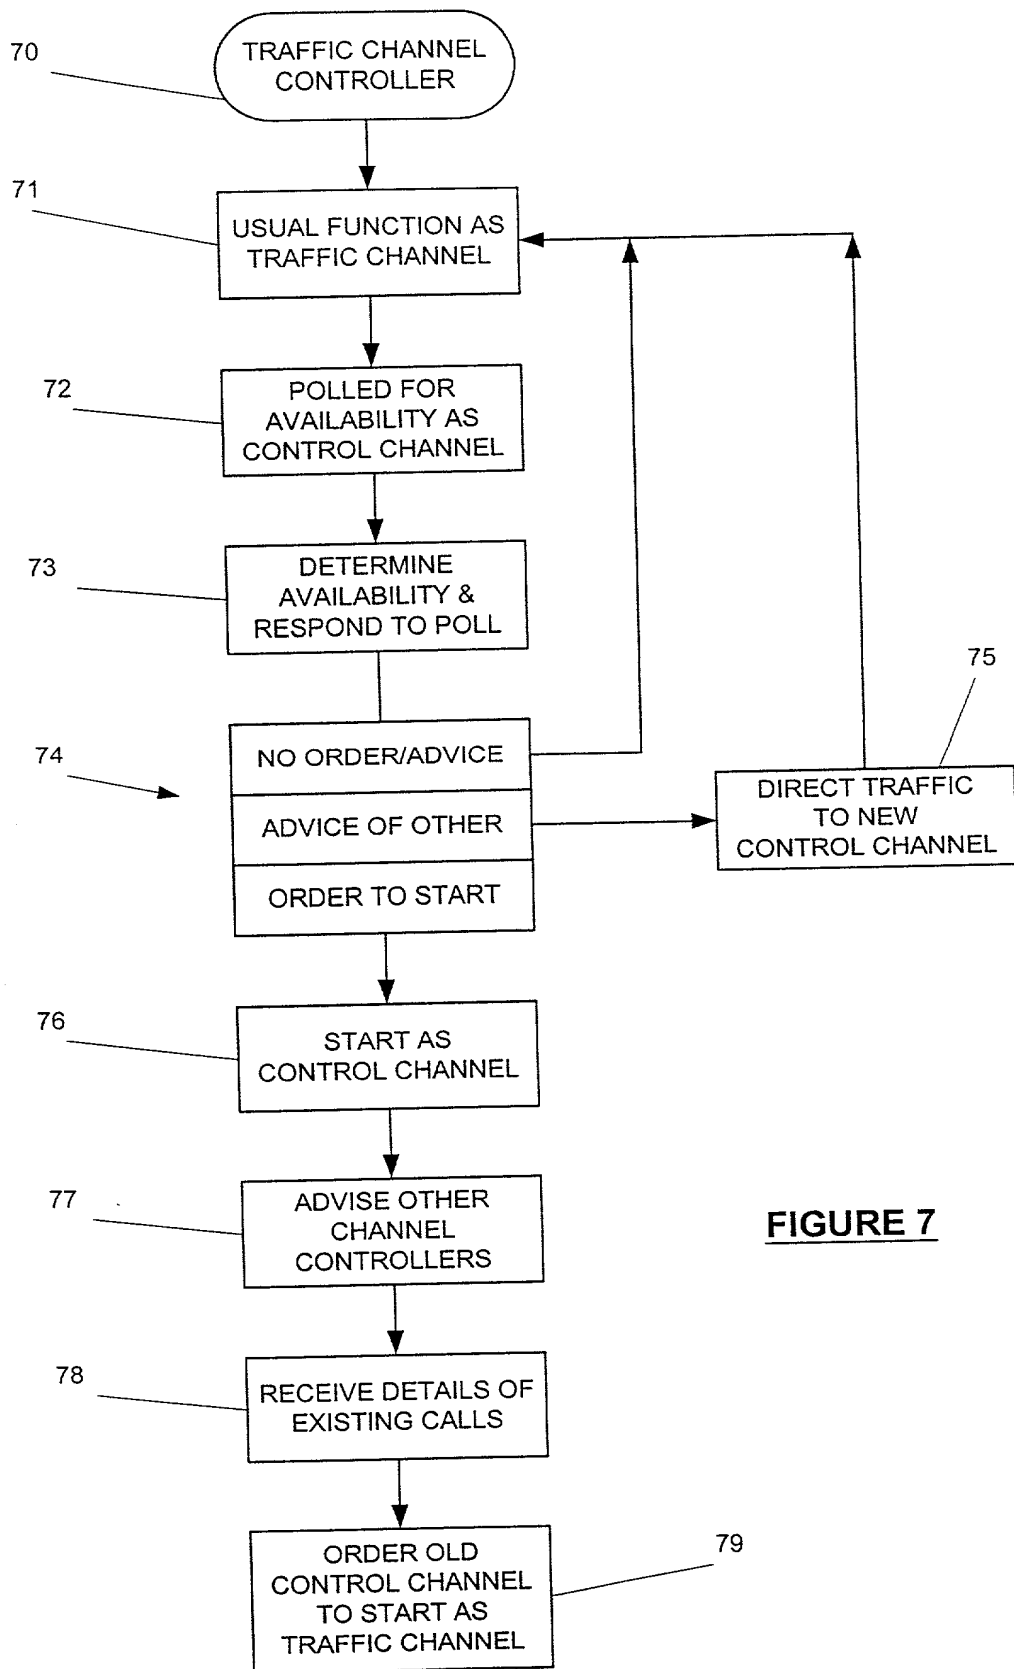 70
TRAFFIC CHANNEL
CONTROLLER
71
USUAL FUNCTION AS
TRAFFIC CHANNEL
72
POLLED FOR
AVAILABILITY AS
CONTROL CHANNEL
73
DETERMINE
AVAILABILITY &
RESPOND TO POLL
74
NO ORDER/ADVICE
ADVICE OF OTHER
ORDER TO START
75
DIRECT TRAFFIC
TO NEW
CONTROL CHANNEL
76
START AS
CONTROL CHANNEL
77
ADVISE OTHER
CHANNEL
CONTROLLERS
FIGURE 7
78
RECEIVE DETAILS OF
EXISTING CALLS
79
ORDER OLD
CONTROL CHANNEL
TO START AS
TRAFFIC CHANNEL